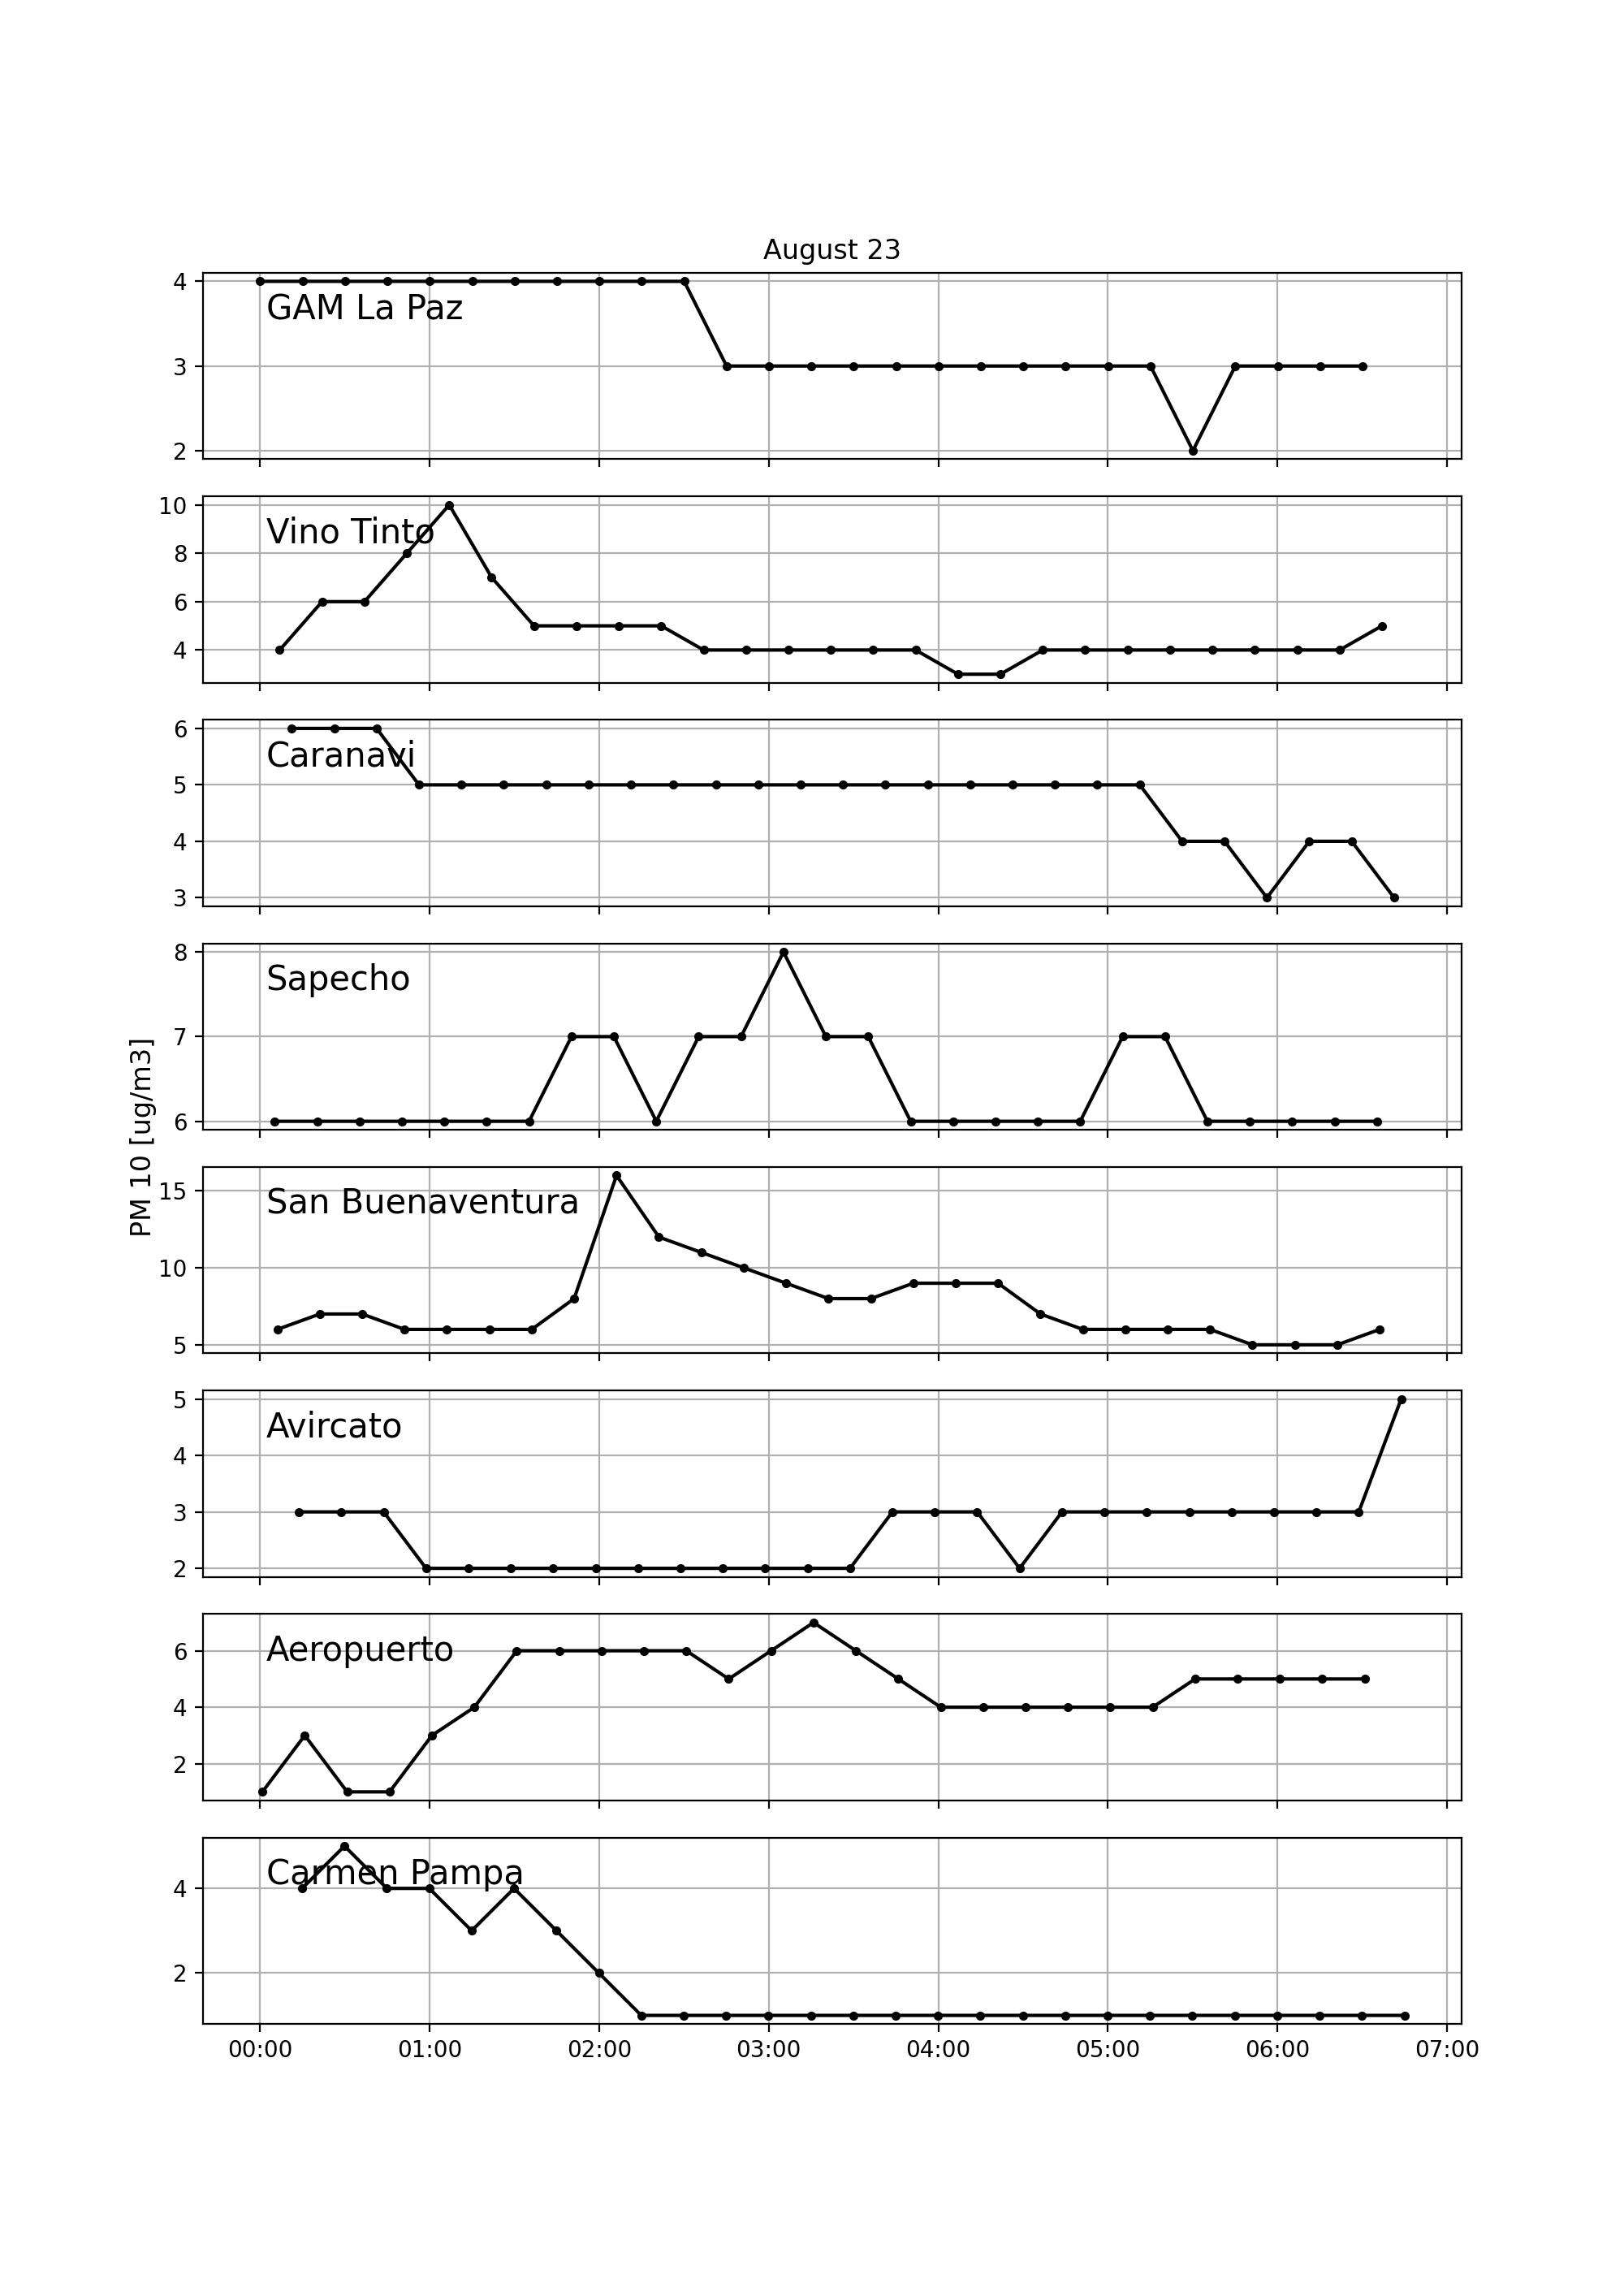 August 23
4
GAM La Paz
3
2
10
Vino Tinto
8
6
4
6
Caranavi
5
4
3
8
Sapecho
7
6
PM 10 [ug/m3]
15
San Buenaventura
10
5
5
Avircato
4
3
2
6
Aeropuerto
4
2
Carmen Pampa
4
2
00:00 01:00 02:00 03:00 04:00 05:00 06:00 07:00